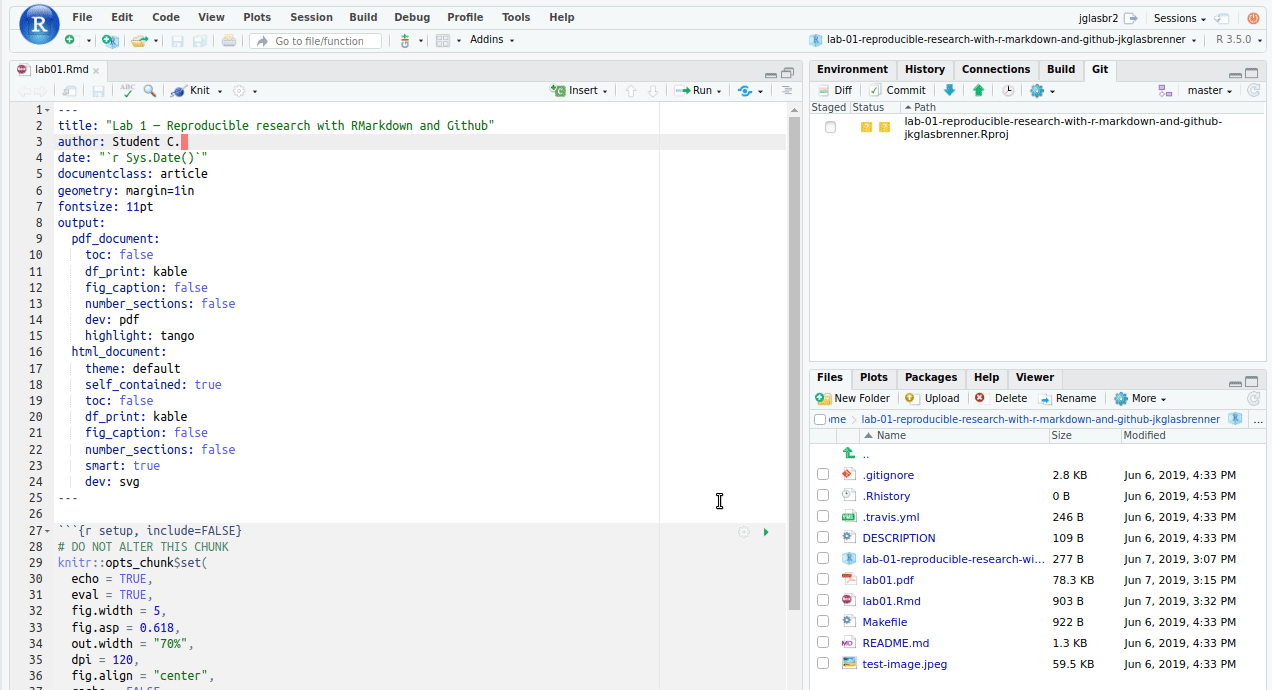 File Edit Code View Plots Session Build Debug Profile Tools Help
jglasbr2 Sessions
Go to file/function Addins
lab-01-reproducible-research-with-r-markdown-and-github-jkglasbrenner R 3.5.0
lab01.Rmd
ABC Knit Insert Run
1 ---
2 title: "Lab 1 – Reproducible research with RMarkdown and Github"
3 author: Student C.
4 date: "`r Sys.Date()`"
5 documentclass: article
6 geometry: margin=1in
7 fontsize: 11pt
8 output:
9 pdf_document:
10 toc: false
11 df_print: kable
12 fig_caption: false
13 number_sections: false
14 dev: pdf
15 highlight: tango
16 html_document:
17 theme: default
18 self_contained: true
19 toc: false
20 df_print: kable
21 fig_caption: false
22 number_sections: false
23 smart: true
24 dev: svg
25 ---
26
27 ```{r setup, include=FALSE}
28 # DO NOT ALTER THIS CHUNK
29 knitr::opts_chunk$set(
30 echo = TRUE,
31 eval = TRUE,
32 fig.width = 5,
33 fig.asp = 0.618,
34 out.width = "70%",
35 dpi = 120,
36 fig.align = "center",
Environment History Connections Build Git
Diff Commit master
Staged Status Path
lab-01-reproducible-research-with-r-markdown-and-github-
jkglasbrenner.Rproj
Files Plots Packages Help Viewer
New Folder Upload Delete Rename More
ome lab-01-reproducible-research-with-r-markdown-and-github-jkglasbrenner ...
Name Size Modified
..
.gitignore 2.8 KB Jun 6, 2019, 4:33 PM
.Rhistory 0 B Jun 6, 2019, 4:53 PM
.travis.yml 246 B Jun 6, 2019, 4:33 PM
DESCRIPTION 109 B Jun 6, 2019, 4:33 PM
lab-01-reproducible-research-wi... 277 B Jun 7, 2019, 3:07 PM
lab01.pdf 78.3 KB Jun 7, 2019, 3:15 PM
lab01.Rmd 903 B Jun 7, 2019, 3:32 PM
Makefile 922 B Jun 6, 2019, 4:33 PM
README.md 1.3 KB Jun 6, 2019, 4:33 PM
test-image.jpeg 59.5 KB Jun 6, 2019, 4:33 PM